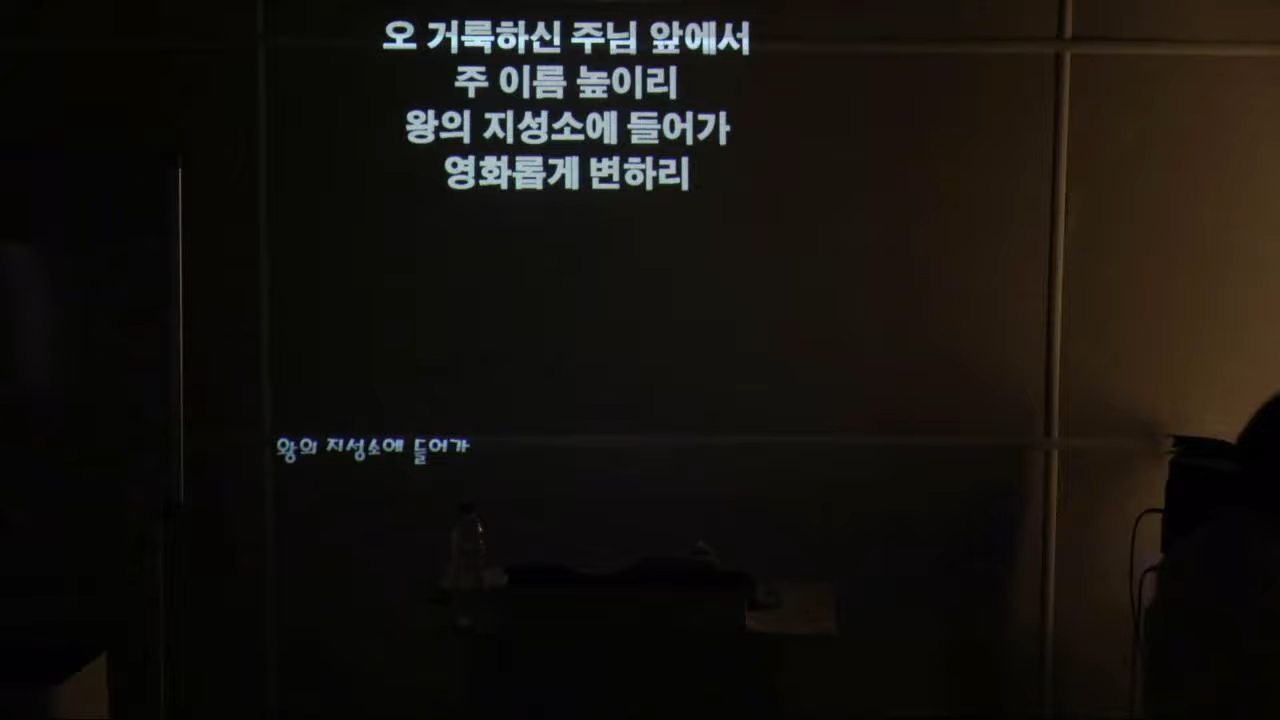 오 거룩하신 주님 앞에서
주 이름 높이리
왕의 지성소에 들어가
영화롭게 변하리
왕의 지성소에 들어가